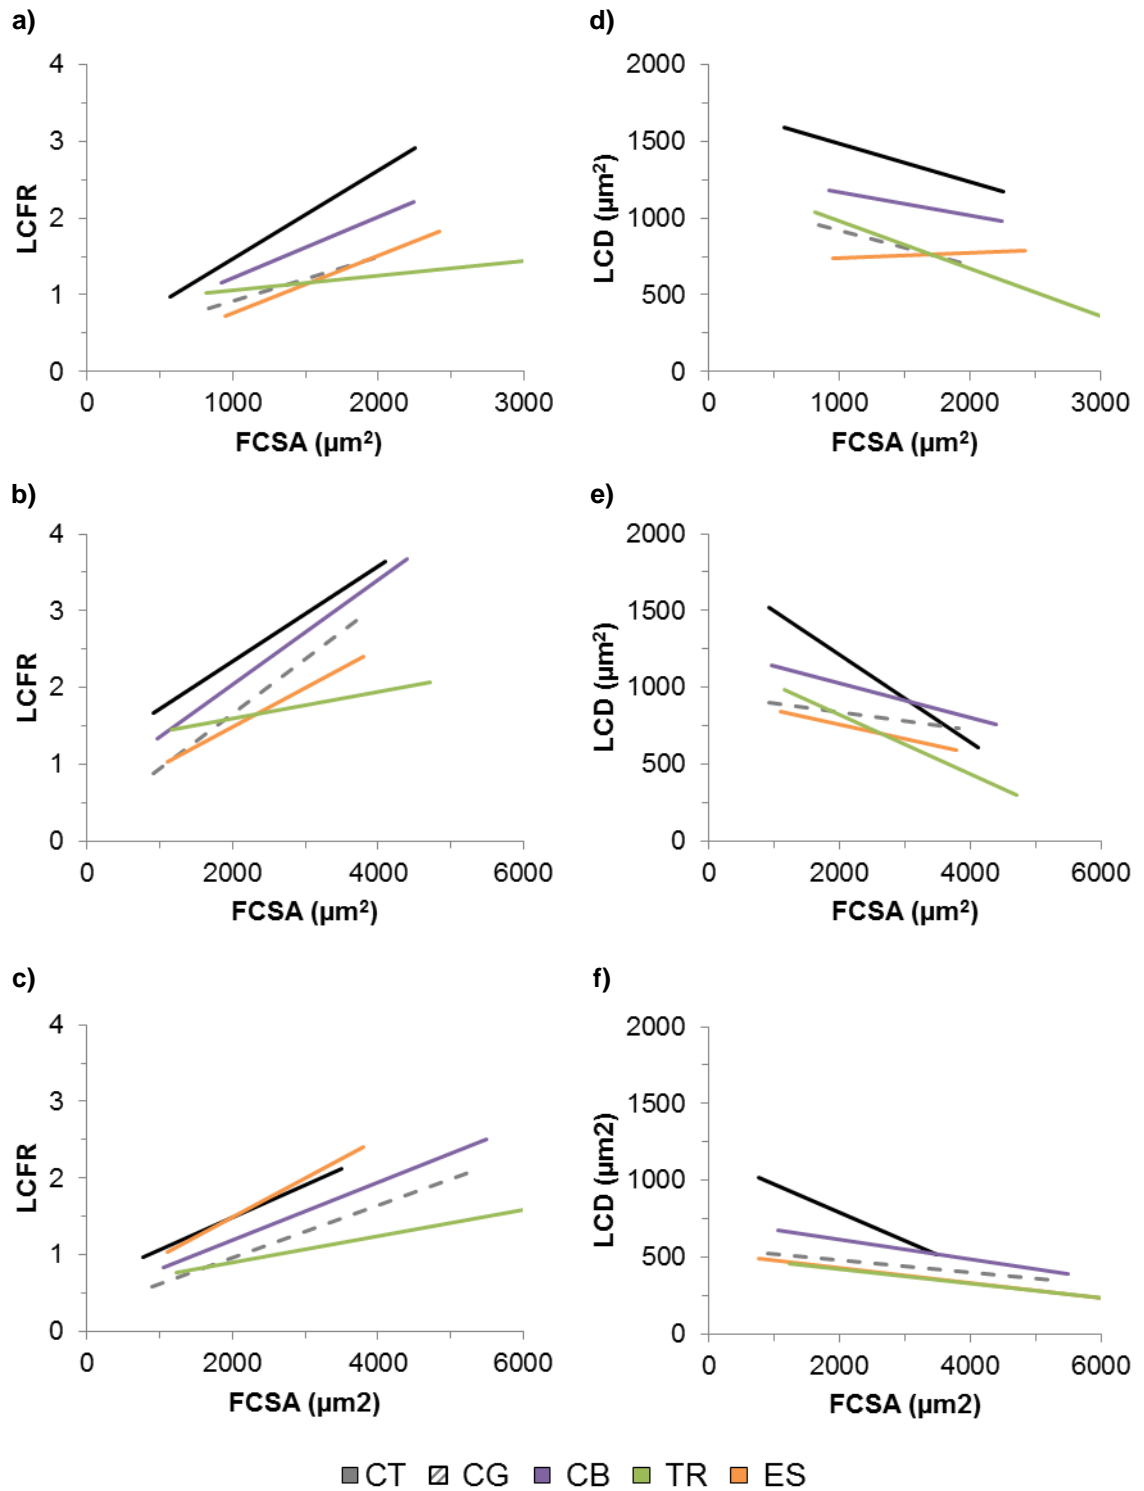 a)
4
3
2
1
0
LCFR
0 1000 2000 3000
FCSA (µm²)
d)
2000
1500
1000
500
0
LCD (µm²)
0 1000 2000 3000
FCSA (µm²)
b)
4
3
2
1
0
LCFR
0 2000 4000 6000
FCSA (µm²)
e)
2000
1500
1000
500
0
LCD (µm²)
0 2000 4000 6000
FCSA (µm²)
c)
4
3
2
1
0
LCFR
0 2000 4000 6000
FCSA (µm2)
f)
2000
1500
1000
500
0
LCD (µm2)
0 2000 4000 6000
FCSA (µm2)
CT CG CB TR ES